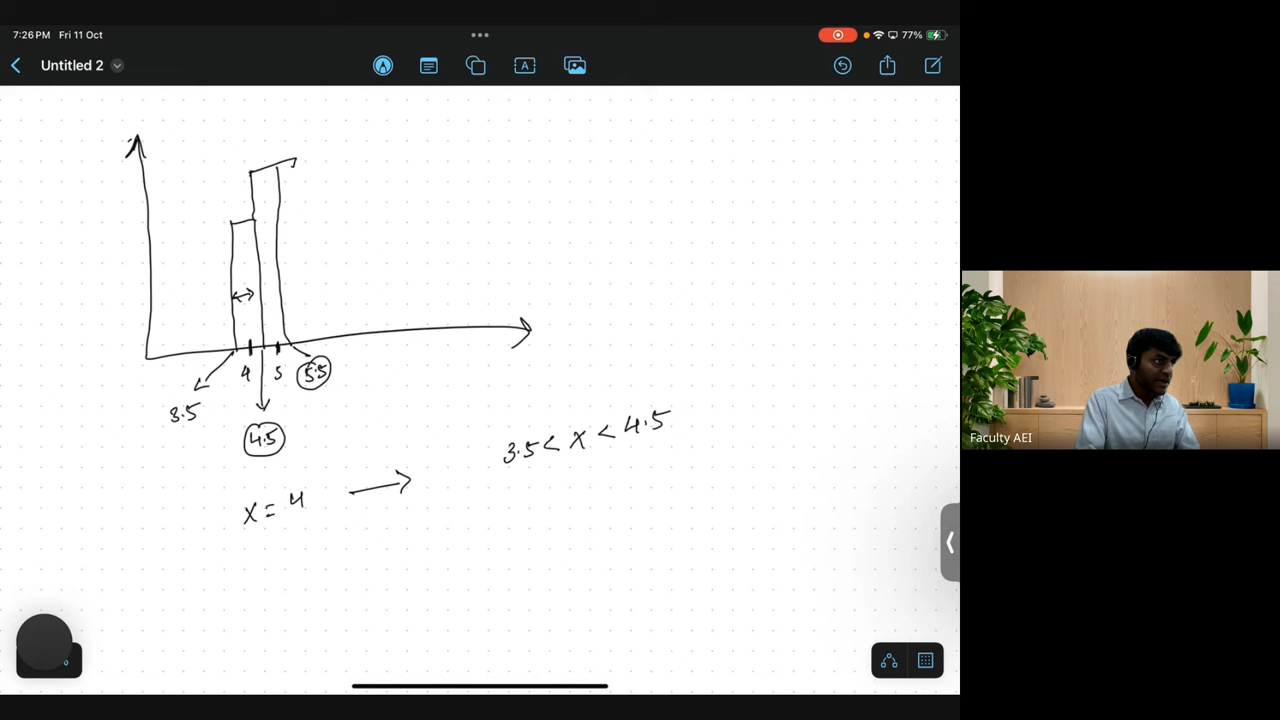 7:26 PM Fri 11 Oct
77%
Untitled 2
A
4 5 5.5
3.5
4.5
3.5 < x < 4.5
x = 4
Faculty AEI